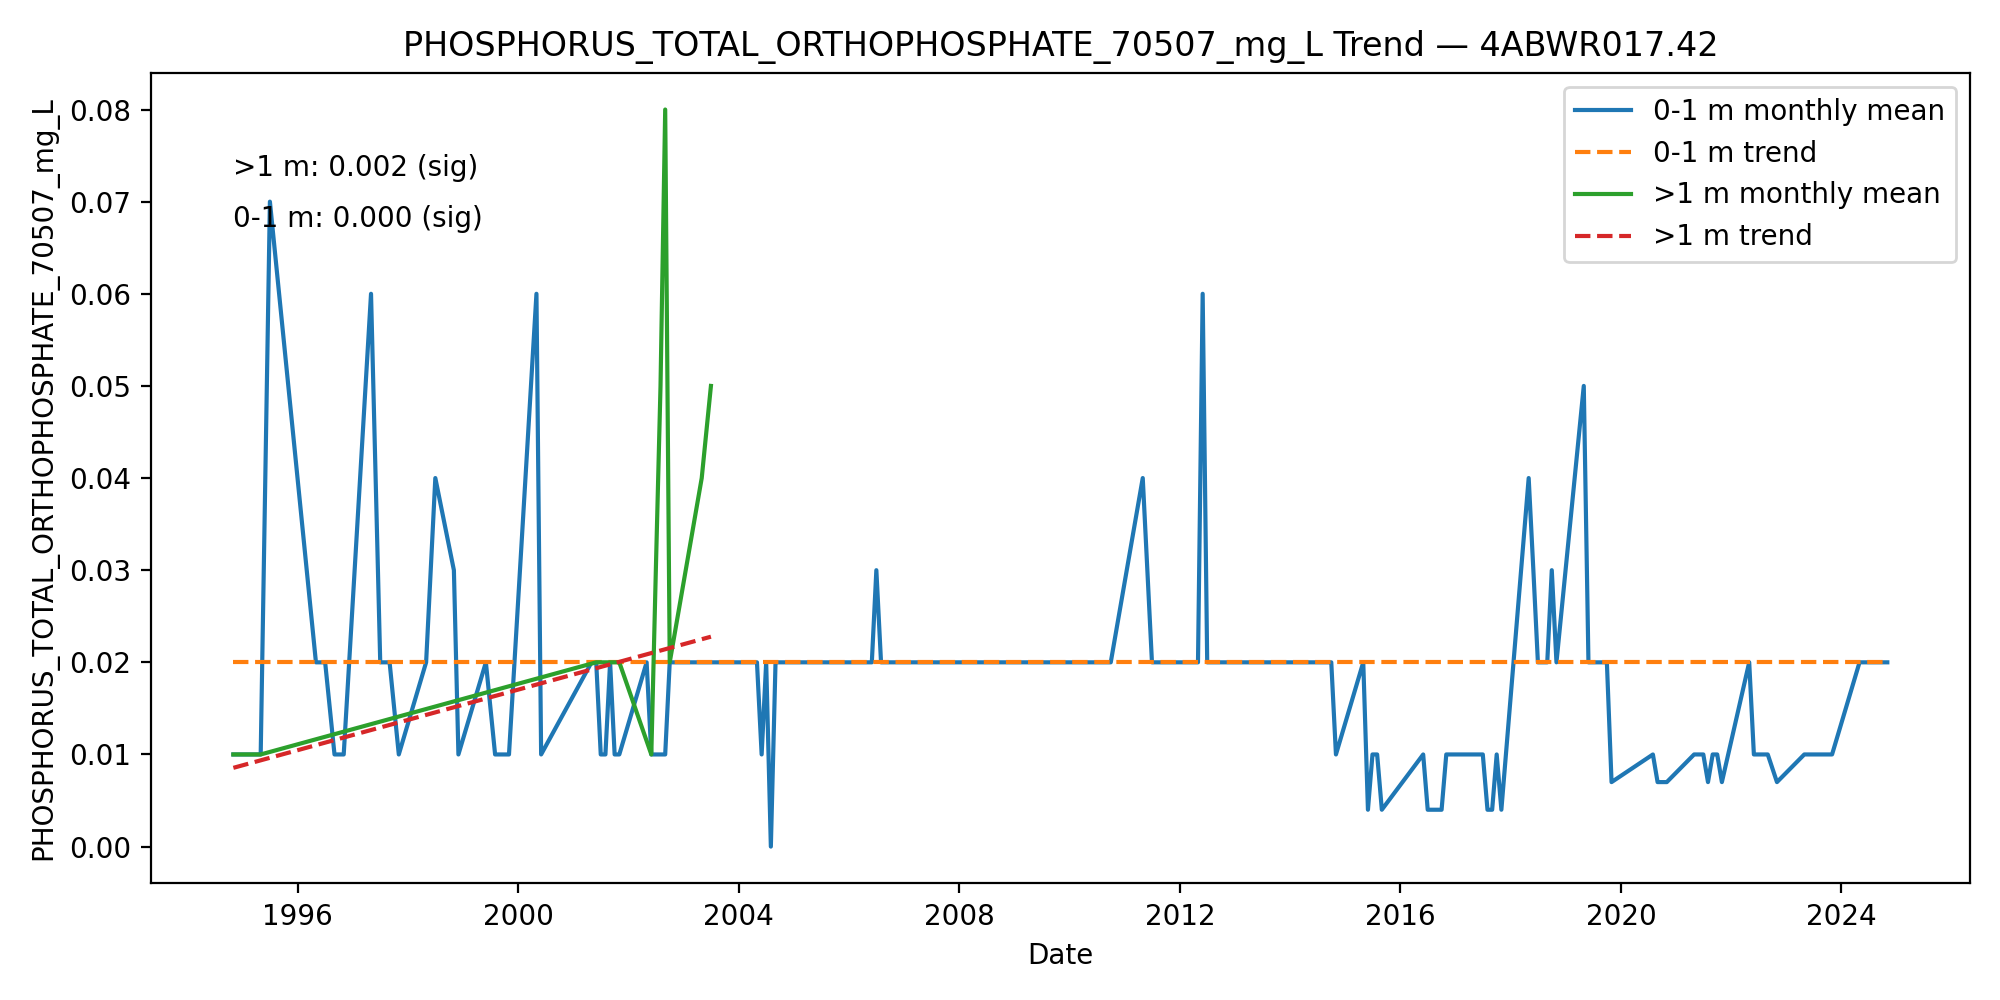 PHOSPHORUS_TOTAL_ORTHOPHOSPHATE_70507_mg_L Trend — 4ABWR017.42
PHOSPHORUS_TOTAL_ORTHOPHOSPHATE_70507_mg_L
0.08
0.07
0.06
0.05
0.04
0.03
0.02
0.01
0.00
>1 m: 0.002 (sig)
0-1 m: 0.000 (sig)
0-1 m monthly mean
0-1 m trend
>1 m monthly mean
>1 m trend
1996 2000 2004 2008 2012 2016 2020 2024
Date